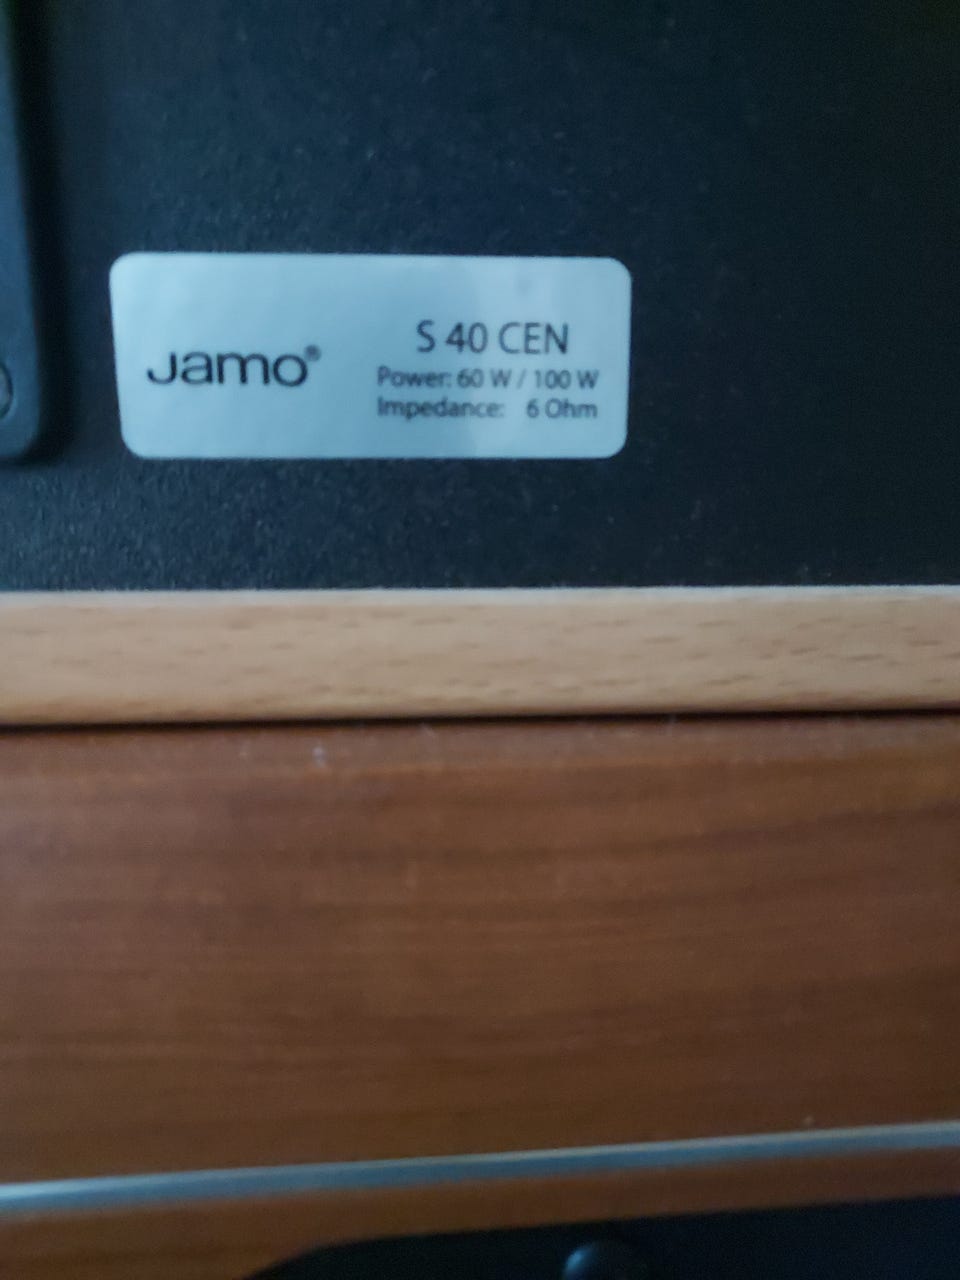 Jamo®
S 40 CEN
Power: 60 W / 100 W
Impedance: 6 Ohm